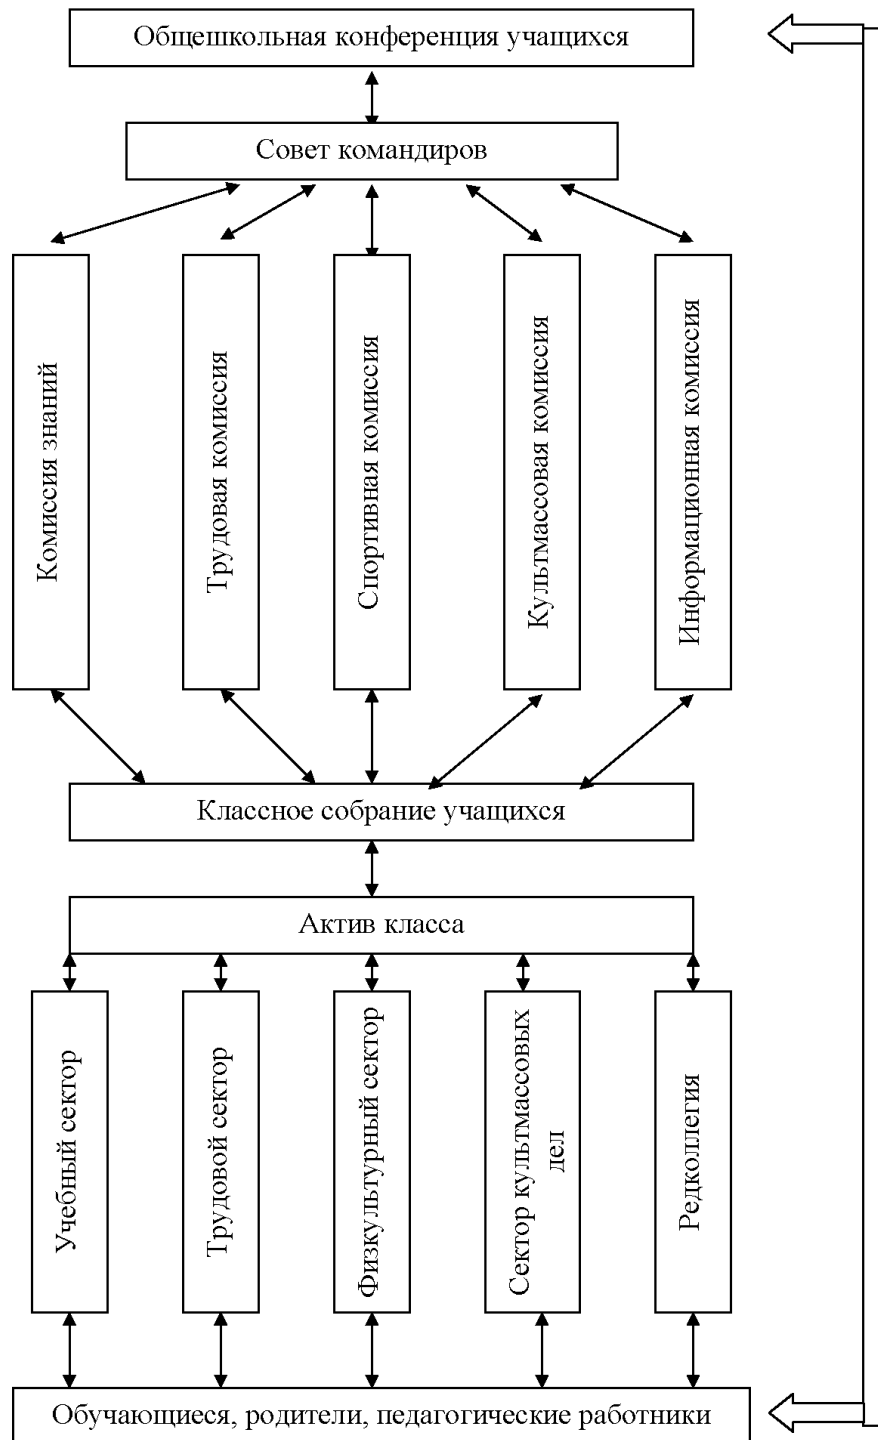 Общешкольная конференция учащихся
Совет командиров
Комиссия знаний
Трудовая комиссия
Спортивная комиссия
Культмассовая комиссия
Информационная комиссия
Классное собрание учащихся
Актив класса
Учебный сектор
Трудовой сектор
Физкультурный сектор
Сектор культмассовых
дел
Редколлегия
Обучающиеся, родители, педагогические работники